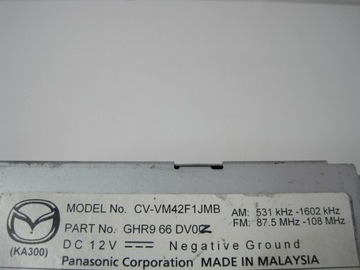 MODEL No. CV-VM42F1JMB AM: 531 kHz -1602 kHz
PART No. GHR9 66 DV0Z FM: 87.5 MHz -108 MHz
(KA300) DC 12V Negative Ground
Panasonic Corporation MADE IN MALAYSIA